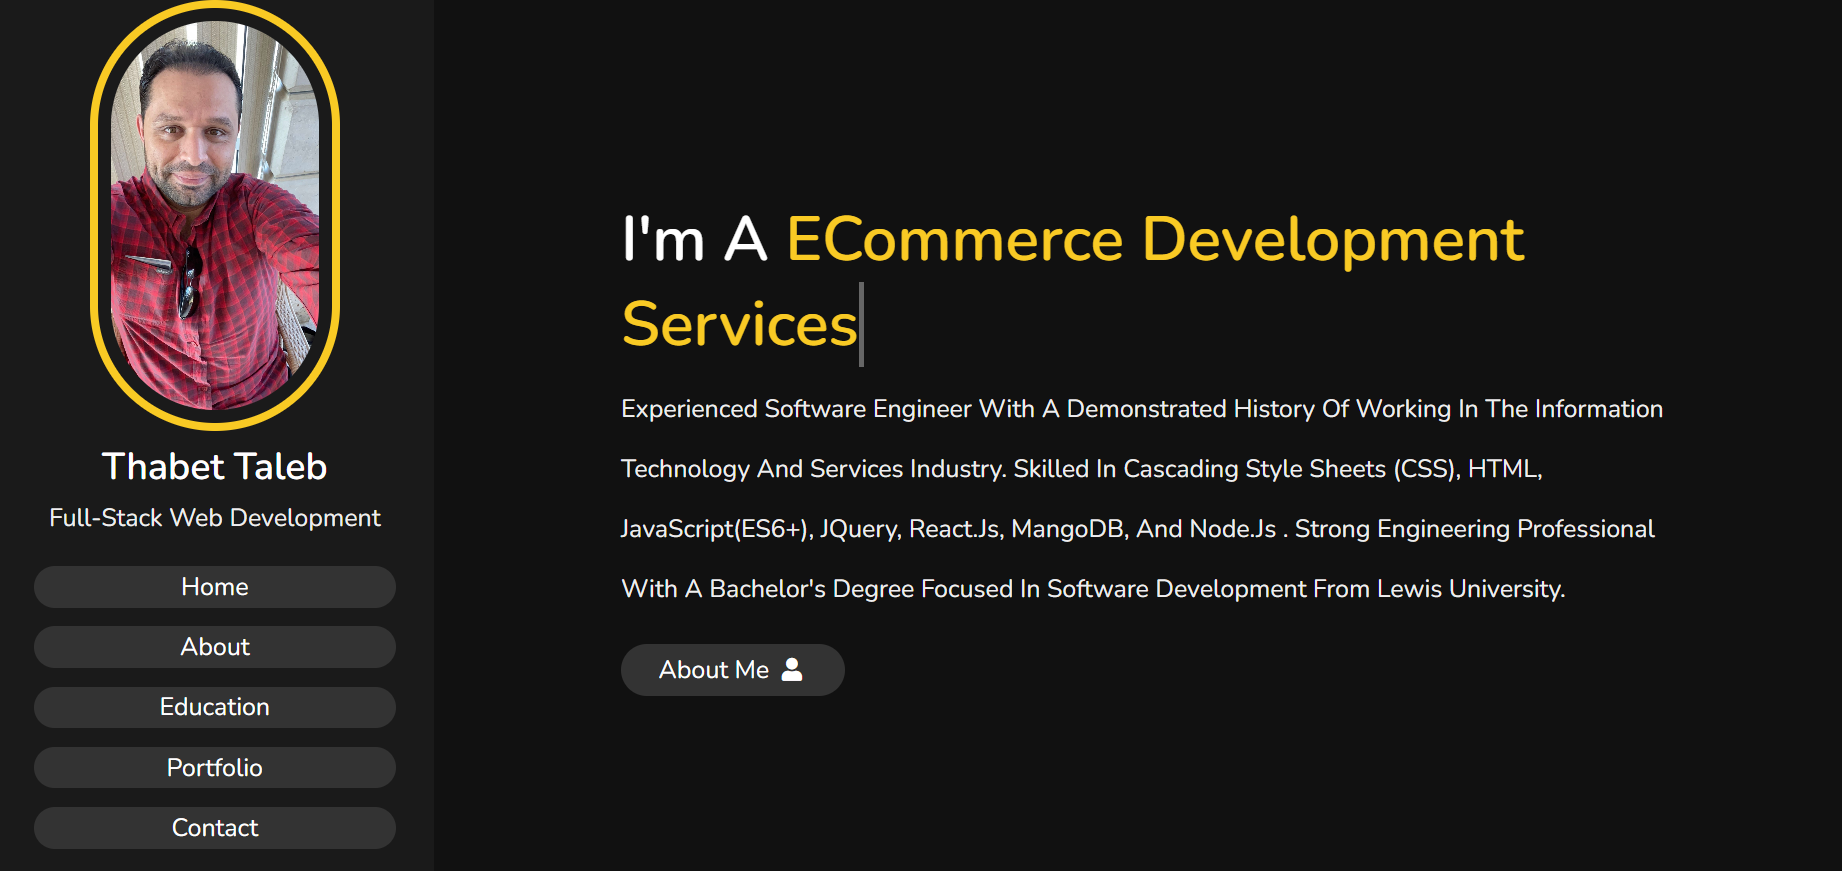 Thabet Taleb
Full-Stack Web Development
Home
About
Education
Portfolio
Contact
I'm A ECommerce Development
Services
Experienced Software Engineer With A Demonstrated History Of Working In The Information
Technology And Services Industry. Skilled In Cascading Style Sheets (CSS), HTML,
JavaScript(ES6+), JQuery, React.Js, MangoDB, And Node.Js . Strong Engineering Professional
With A Bachelor's Degree Focused In Software Development From Lewis University.
About Me